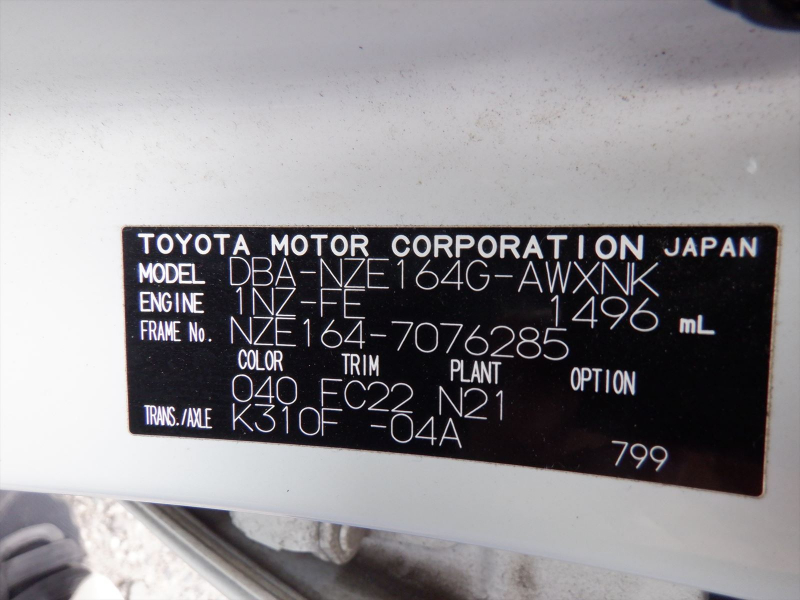 TOYOTA MOTOR CORPORATION JAPAN
MODEL DBA-NZE164G-AWXNK
ENGINE 1NZ-FE 1496 mL
FRAME No. NZE164-7076285
COLOR TRIM PLANT OPTION
040 FC22 N21
TRANS./AXLE K310F -04A
799